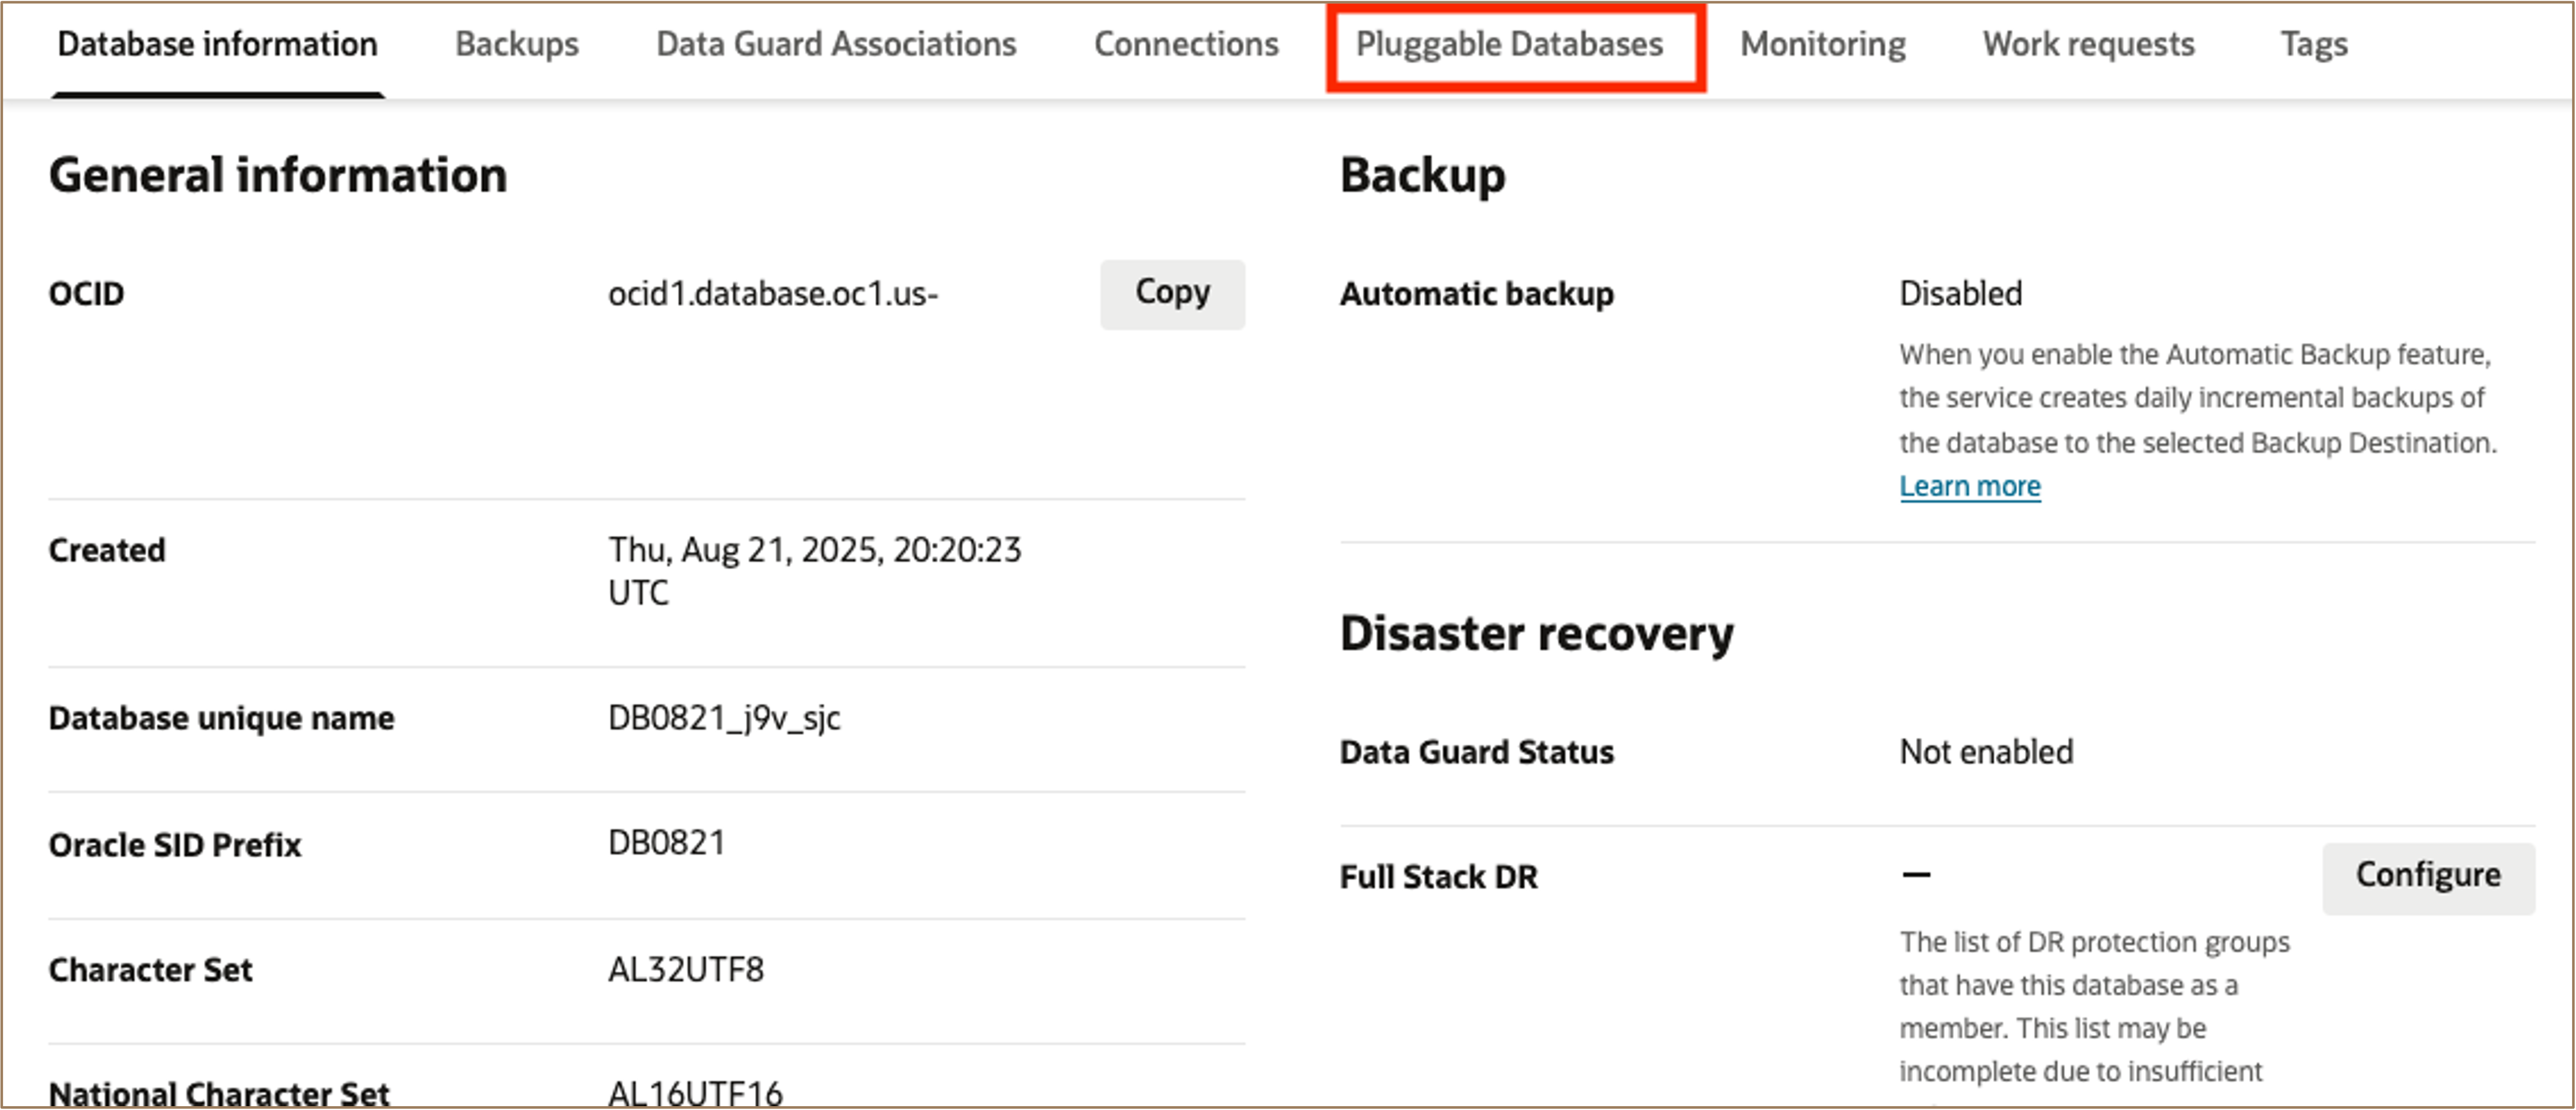 Database information Backups Data Guard Associations Connections Pluggable Databases Monitoring Work requests Tags
General information
OCID ocid1.database.oc1.us- Copy
Created Thu, Aug 21, 2025, 20:20:23
UTC
Database unique name DB0821_j9v_sjc
Oracle SID Prefix DB0821
Character Set AL32UTF8
National Character Set AL16UTF16
Backup
Automatic backup Disabled
When you enable the Automatic Backup feature,
the service creates daily incremental backups of
the database to the selected Backup Destination.
Learn more
Disaster recovery
Data Guard Status Not enabled
Full Stack DR — Configure
The list of DR protection groups
that have this database as a
member. This list may be
incomplete due to insufficient